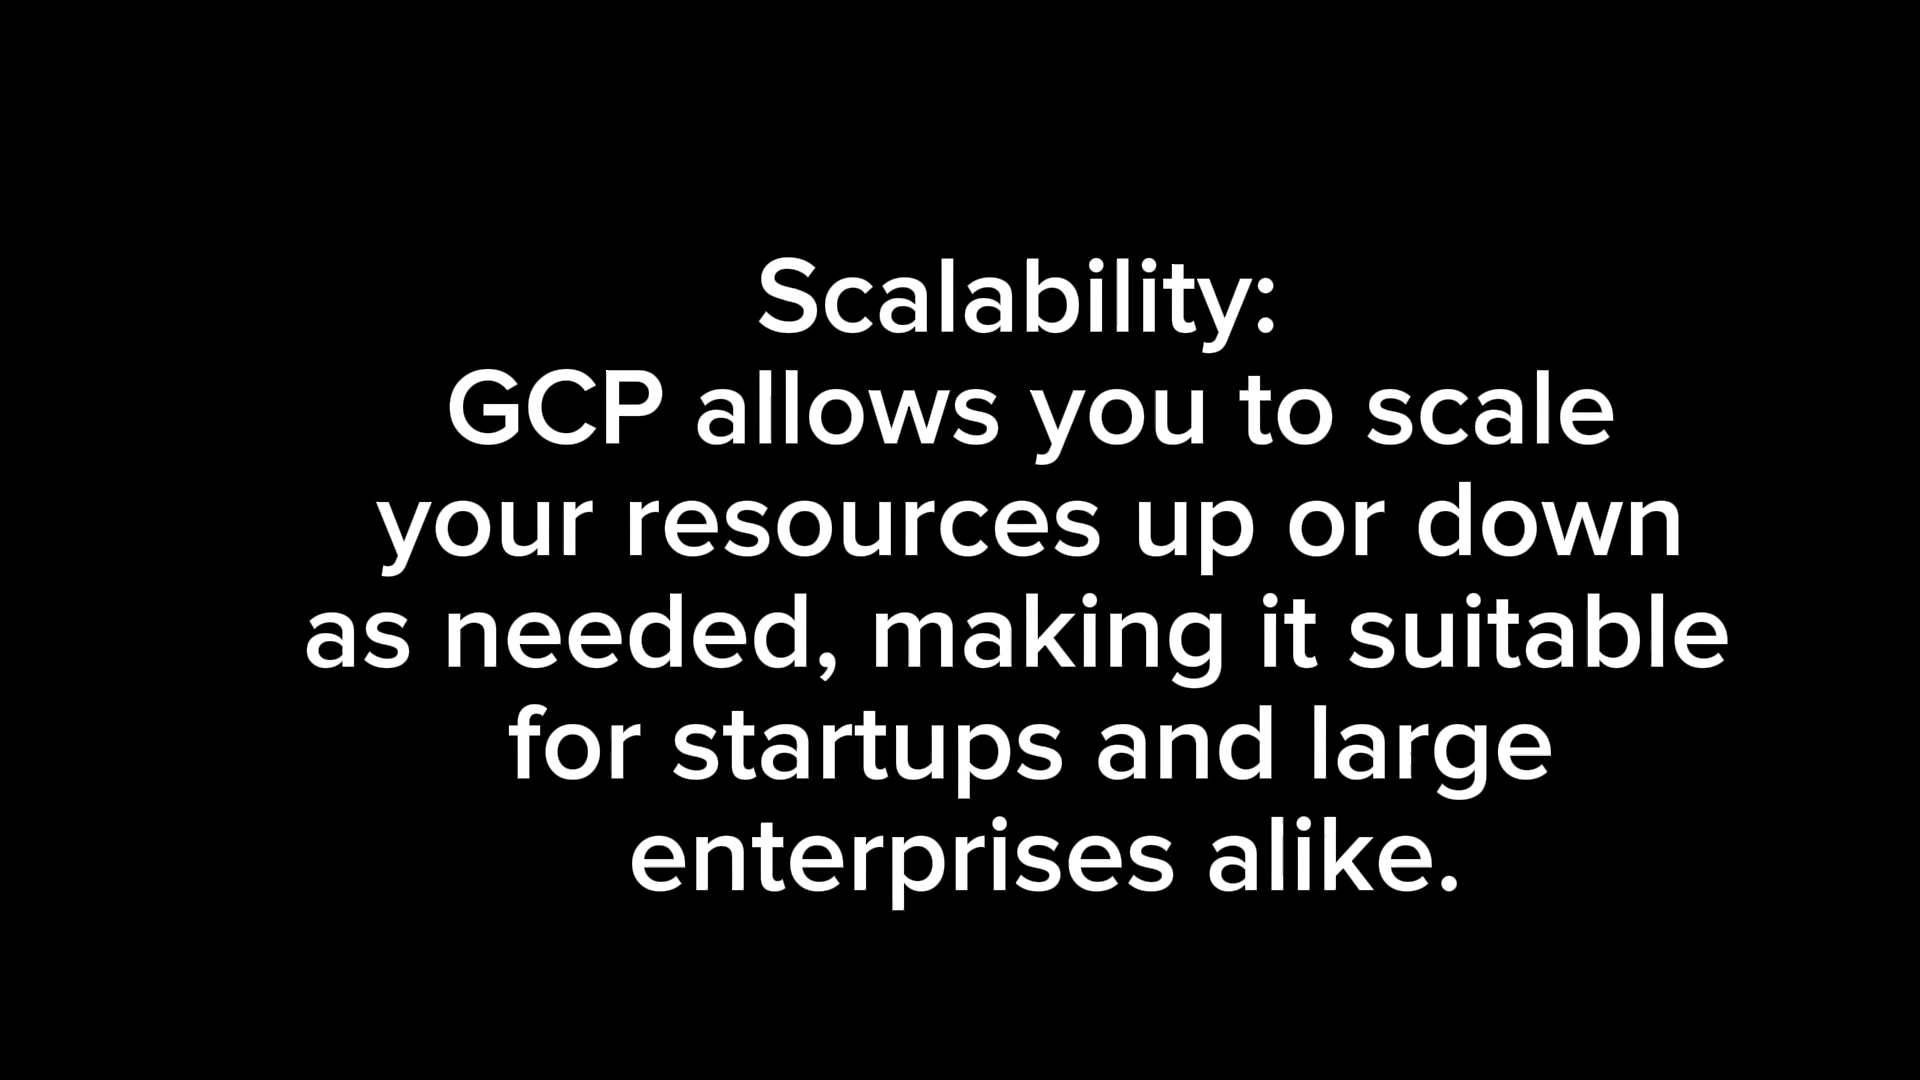 Scalability:
GCP allows you to scale
your resources up or down
as needed, making it suitable
for startups and large
enterprises alike.